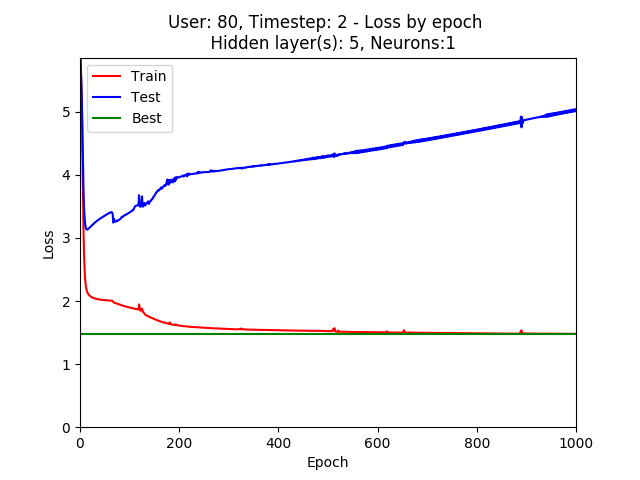 User: 80, Timestep: 2 - Loss by epoch
Hidden layer(s): 5, Neurons:1
Train
Test
Best
5
4
3
2
1
0
Loss
0 200 400 600 800 1000
Epoch